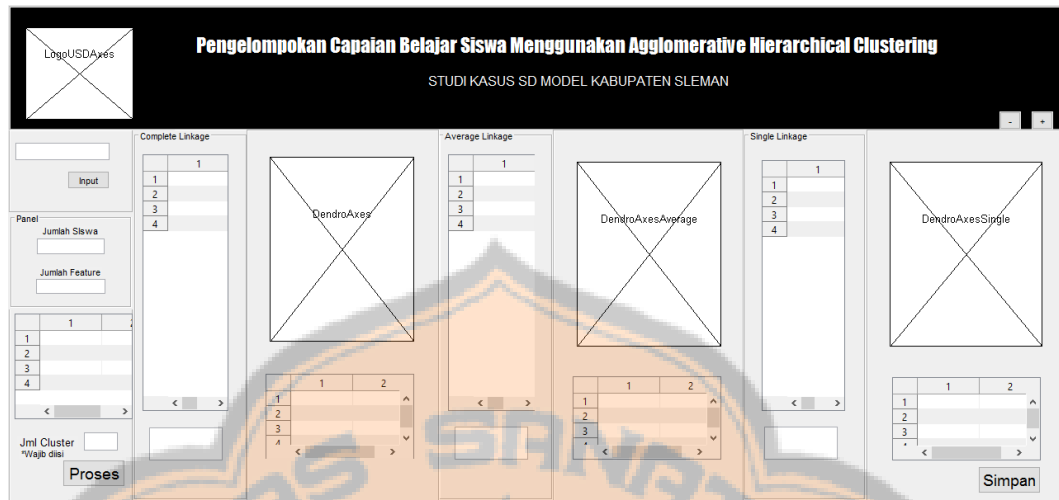 LogoUSDAxes
Pengelompokan Capaian Belajar Siswa Menggunakan Agglomerative Hierarchical Clustering
STUDI KASUS SD MODEL KABUPATEN SLEMAN
- +
Input
Panel
Jumlah SIswa
Jumlah Feature
1 2
1
2
3
4
Jml Cluster
*Wajib diisi
Proses
Complete Linkage
1
1
2
3
4
DendroAxes
1 2
1
2
3
4
Average Linkage
1
1
2
3
4
DendroAxesAverage
1 2
1
2
3
Single Linkage
1
1
2
3
4
DendroAxesSingle
1 2
1
2
3
Simpan
AS SANA